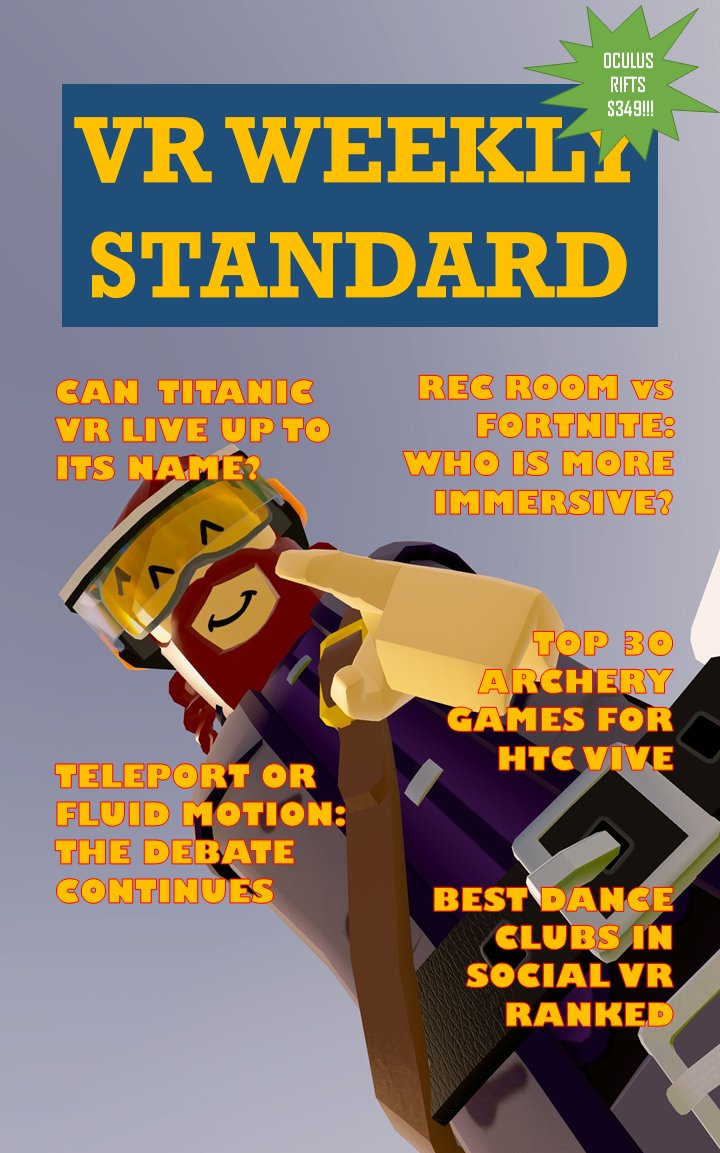 OCULUS
RIFTS
$349!!!
VR WEEKLY
STANDARD
CAN TITANIC
VR LIVE UP TO
ITS NAME?
REC ROOM vs
FORTNITE:
WHO IS MORE
IMMERSIVE?
TOP 30
ARCHERY
GAMES FOR
HTC VIVE
TELEPORT OR
FLUID MOTION:
THE DEBATE
CONTINUES
BEST DANCE
CLUBS IN
SOCIAL VR
RANKED